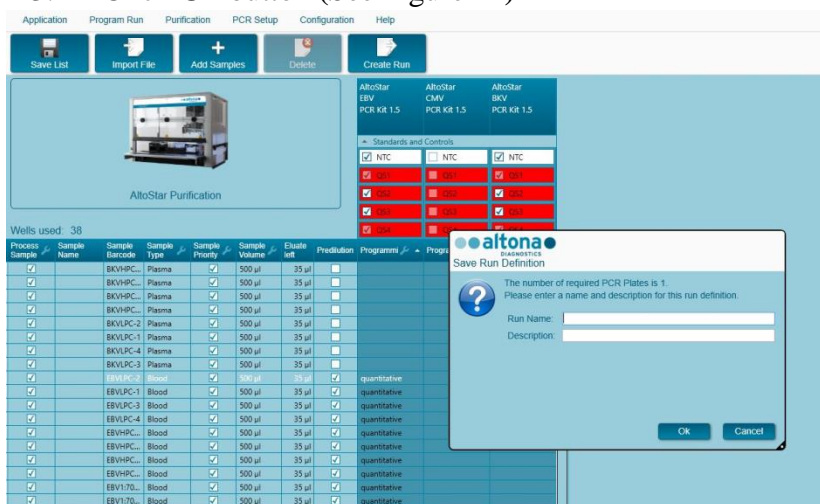 Application Program Run Purification PCR Setup Configuration Help
Save List Import File Add Samples Delete Create Run
AltoStar EBV PCR Kit 1.5 AltoStar CMV PCR Kit 1.5 AltoStar BKV PCR Kit 1.5
Standards and Controls
NTC NTC NTC
QS1 QS1 QS1
QS2 QS2 QS2
QS3 QS3 QS3
QS4
AltoStar Purification
Wells used: 38
Process Sample Sample Name Sample Barcode Sample Type Sample Priority Sample Volume Eluate left Predilution Programmi Progra
BKVHPC... Plasma 500 µl 35 µl
BKVHPC... Plasma 500 µl 35 µl
BKVHPC... Plasma 500 µl 35 µl
BKVHPC... Plasma 500 µl 35 µl
BKVLPC-2 Plasma 500 µl 35 µl
BKVLPC-1 Plasma 500 µl 35 µl
BKVLPC-4 Plasma 500 µl 35 µl
BKVLPC-3 Plasma 500 µl 35 µl
EBVLPC-2 Blood 500 µl 35 µl quantitative
EBVLPC-1 Blood 500 µl 35 µl quantitative
EBVLPC-3 Blood 500 µl 35 µl quantitative
EBVLPC-4 Blood 500 µl 35 µl quantitative
EBVHPC... Blood 500 µl 35 µl quantitative
EBVHPC... Blood 500 µl 35 µl quantitative
EBVHPC... Blood 500 µl 35 µl quantitative
EBVHPC... Blood 500 µl 35 µl quantitative
EBV1:70... Blood 500 µl 35 µl quantitative
EBV1:70... Blood 500 µl 35 µl quantitative
altona
DIAGNOSTICS
Save Run Definition
The number of required PCR Plates is 1.
Please enter a name and description for this run definition.
Run Name:
Description:
Ok Cancel